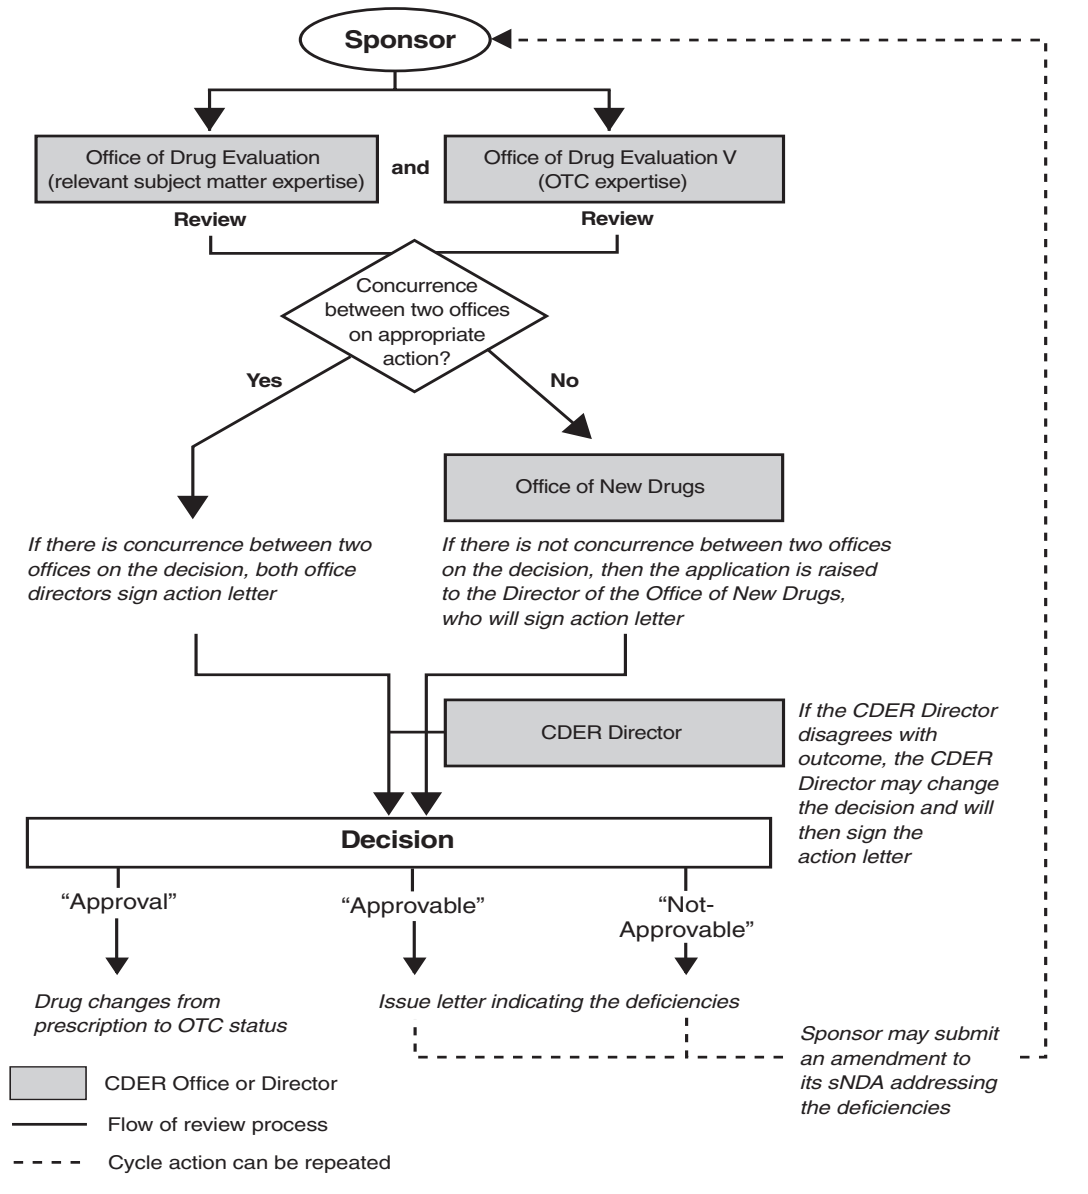 Sponsor
Office of Drug Evaluation
(relevant subject matter expertise)
and
Office of Drug Evaluation V
(OTC expertise)
Review
Review
Concurrence
between two offices
on appropriate
action?
Yes
No
Office of New Drugs
If there is concurrence between two
offices on the decision, both office
directors sign action letter
If there is not concurrence between two offices
on the decision, then the application is raised
to the Director of the Office of New Drugs,
who will sign action letter
CDER Director
If the CDER Director
disagrees with
outcome, the CDER
Director may change
the decision and will
then sign the
action letter
Decision
“Approval”
“Approvable”
“Not-
Approvable”
Drug changes from
prescription to OTC status
Issue letter indicating the deficiencies
Sponsor may submit
an amendment to
its sNDA addressing
the deficiencies
CDER Office or Director
Flow of review process
Cycle action can be repeated